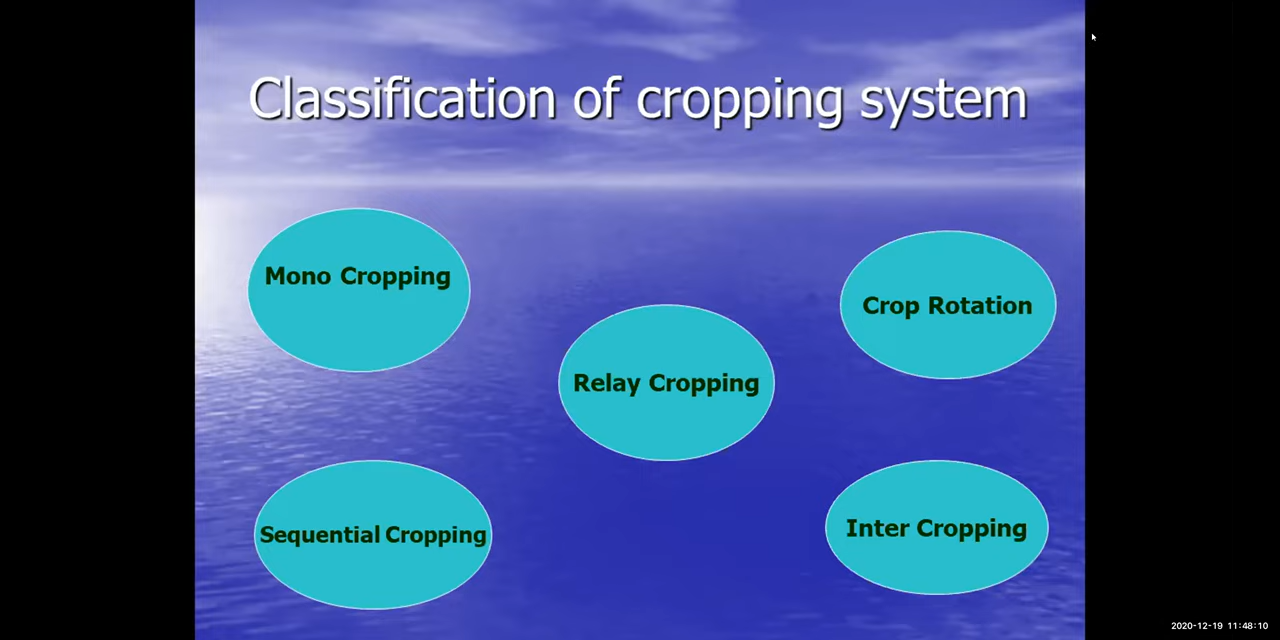 Classification of cropping system
Mono Cropping
Crop Rotation
Relay Cropping
Sequential Cropping
Inter Cropping
2020-12-19 11:48:10